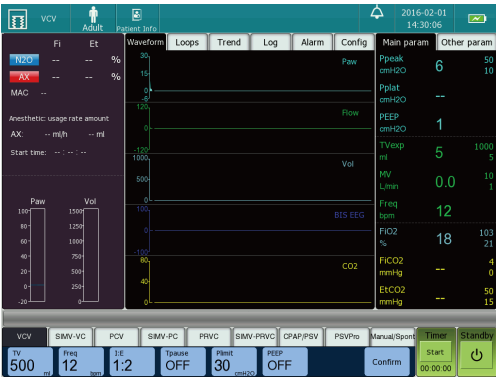 VCV
Adult
Patient Info
2016-02-01
14:30:06
Fi Et
N2O -- -- %
AX -- -- %
MAC --
Anesthetic usage rate amount
AX: -- ml/h -- ml
Start time: -- : -- : --
Paw Vol
100 1500
80 1250
60 1000
40 750
20 500
0 250
-20 0
Waveform Loops Trend Log Alarm Config
30 Paw
15
0
-6
120 Flow
0
-120
1000 Vol
500
0
100 BIS EEG
0
-100
80 CO2
40
0
Main param Other param
Ppeak 6 50
cmH2O 10
Pplat --
cmH2O
PEEP 1
cmH2O
TVexp 5 1000
ml 5
MV 0.0 10
L/min 1
Freq 12
bpm
FiO2 18 103
% 21
FiCO2 -- 4
mmHg 0
EtCO2 -- 50
mmHg 15
VCV SIMV-VC PCV SIMV-PC PRVC SIMV-PRVC CPAP/PSV PSVPro Manual/Spont Timer Standby
TV Freq I:E Tpause Plimit PEEP
500 ml 12 bpm 1:2 OFF 30 cmH2O OFF
Confirm
Start
00:00:00